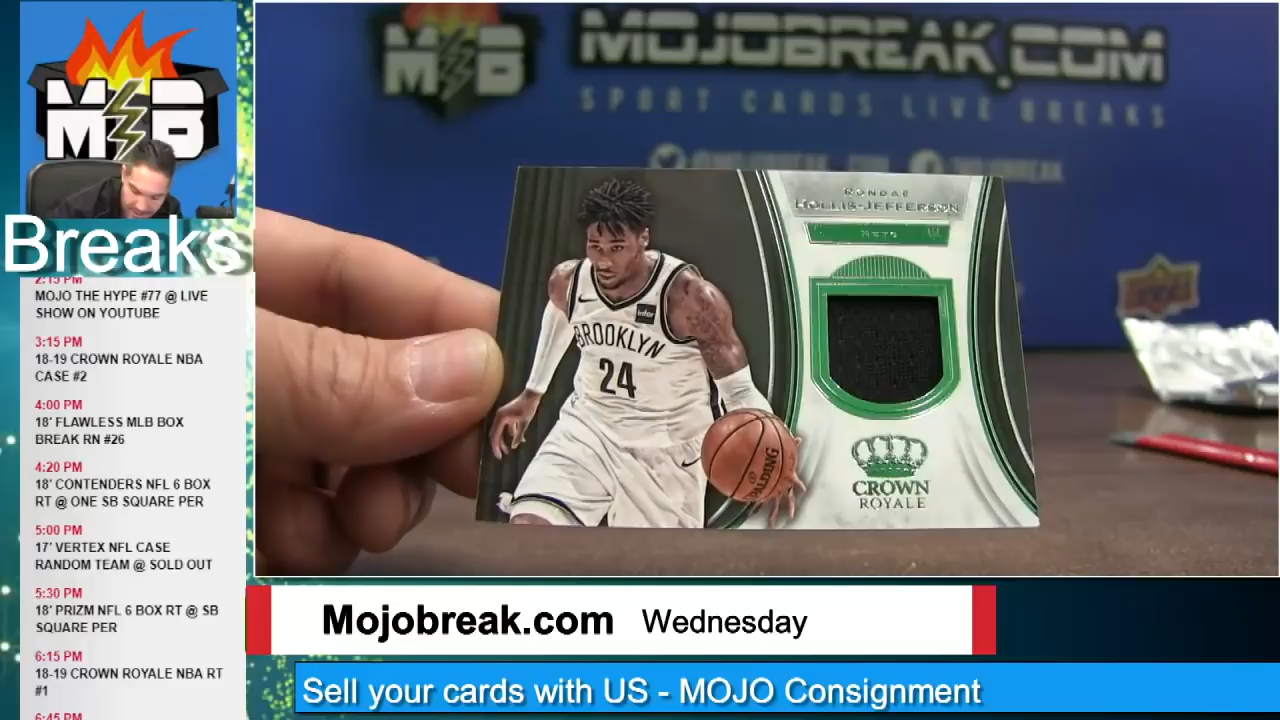 M B
Breaks
2:15 PM
MOJO THE HYPE #77 @ LIVE
SHOW ON YOUTUBE
3:15 PM
18-19 CROWN ROYALE NBA
CASE #2
4:00 PM
18' FLAWLESS MLB BOX
BREAK RN #26
4:20 PM
18' CONTENDERS NFL 6 BOX
RT @ ONE SB SQUARE PER
5:00 PM
17' VERTEX NFL CASE
RANDOM TEAM @ SOLD OUT
5:30 PM
18' PRIZM NFL 6 BOX RT @ SB
SQUARE PER
6:15 PM
18-19 CROWN ROYALE NBA RT
#1
6:45 PM
M B
MOJOBREAK.COM
SPORT CARDS LIVE BREAKS
RONDAE
HOLLIS-JEFFERSON
NETS
infor
BROOKLYN
24
SPALDING
CROWN
ROYALE
Mojobreak.com Wednesday
Sell your cards with US - MOJO Consignment